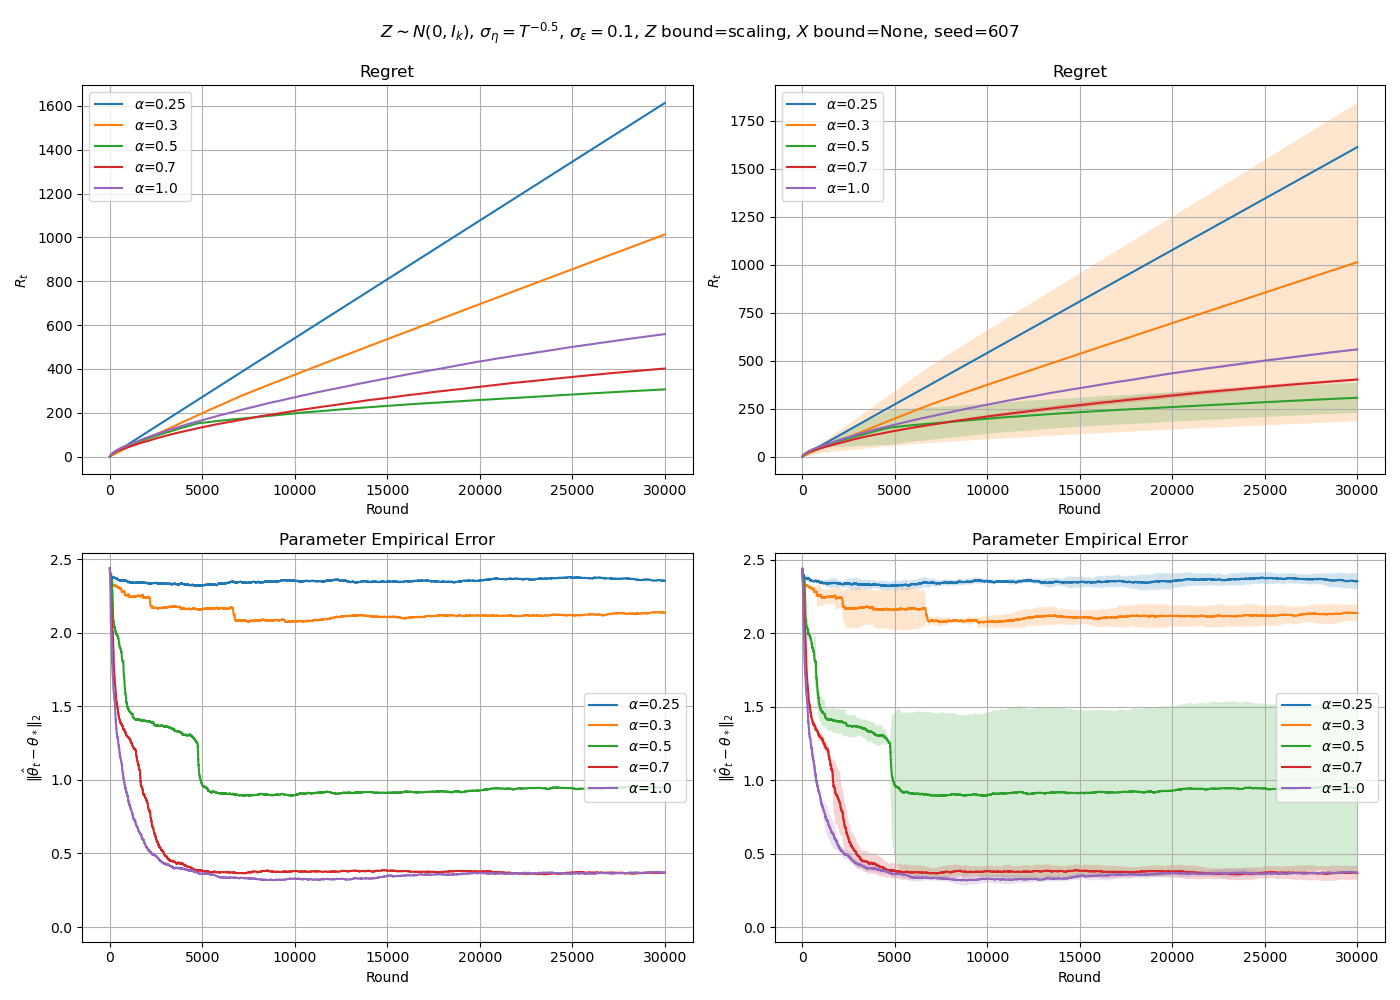 Z ~ N(0, I_k), σ_η = T^{-0.5}, σ_ε = 0.1, Z bound=scaling, X bound=None, seed=607
Regret
1600
1400
1200
1000
800
600
400
200
0
R_t
α=0.25
α=0.3
α=0.5
α=0.7
α=1.0
0 5000 10000 15000 20000 25000 30000
Round
Regret
1750
1500
1250
1000
750
500
250
0
R_t
α=0.25
α=0.3
α=0.5
α=0.7
α=1.0
0 5000 10000 15000 20000 25000 30000
Round
Parameter Empirical Error
2.5
2.0
1.5
1.0
0.5
0.0
‖θ̂_t − θ_*‖_2
α=0.25
α=0.3
α=0.5
α=0.7
α=1.0
0 5000 10000 15000 20000 25000 30000
Round
Parameter Empirical Error
2.5
2.0
1.5
1.0
0.5
0.0
‖θ̂_t − θ_*‖_2
α=0.25
α=0.3
α=0.5
α=0.7
α=1.0
0 5000 10000 15000 20000 25000 30000
Round